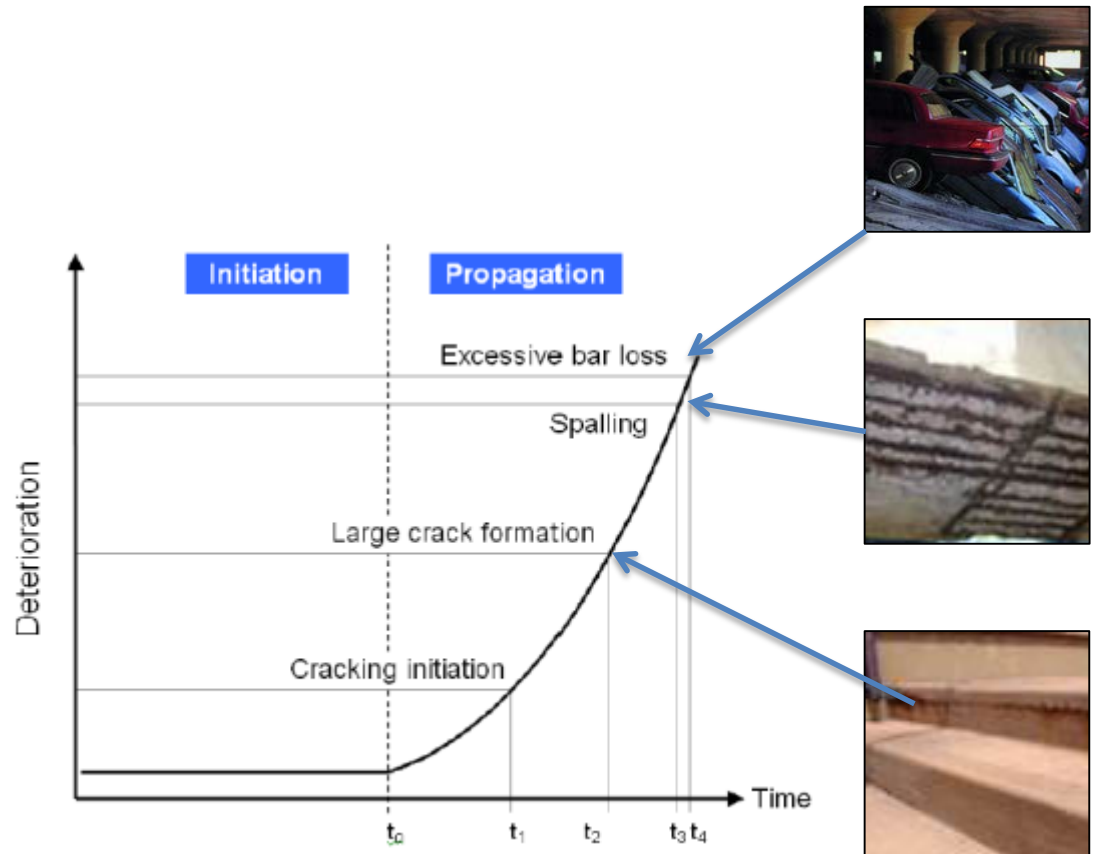 Initiation
Propagation
Excessive bar loss
Spalling
Large crack formation
Cracking initiation
Deterioration
Time
t₀ t₁ t₂ t₃ t₄